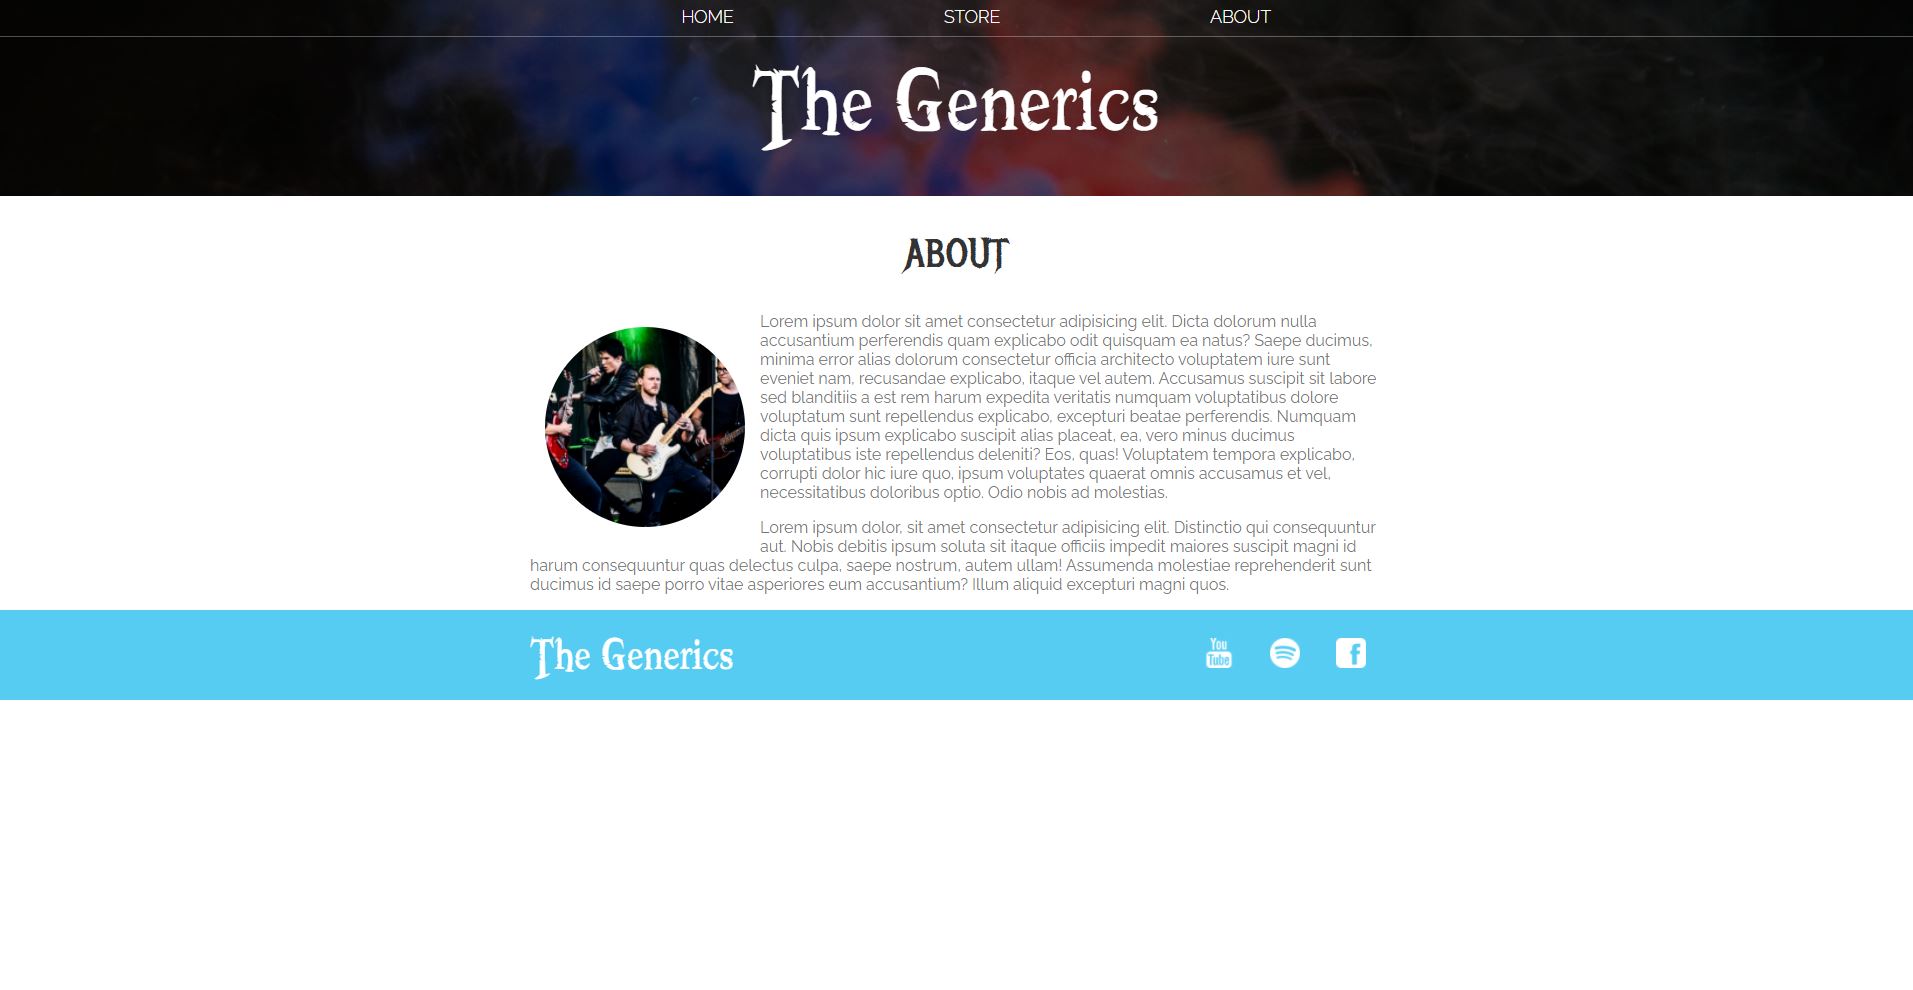 HOME STORE ABOUT
The Generics
ABOUT
Lorem ipsum dolor sit amet consectetur adipisicing elit. Dicta dolorum nulla
accusantium perferendis quam explicabo odit quisquam ea natus? Saepe ducimus,
minima error alias dolorum consectetur officia architecto voluptatem iure sunt
eveniet nam, recusandae explicabo, itaque vel autem. Accusamus suscipit sit labore
sed blanditiis a est rem harum expedita veritatis numquam voluptatibus dolore
voluptatum sunt repellendus explicabo, excepturi beatae perferendis. Numquam
dicta quis ipsum explicabo suscipit alias placeat, ea, vero minus ducimus
voluptatibus iste repellendus deleniti? Eos, quas! Voluptatem tempora explicabo,
corrupti dolor hic iure quo, ipsum voluptates quaerat omnis accusamus et vel,
necessitatibus doloribus optio. Odio nobis ad molestias.
Lorem ipsum dolor, sit amet consectetur adipisicing elit. Distinctio qui consequuntur
aut. Nobis debitis ipsum soluta sit itaque officiis impedit maiores suscipit magni id
harum consequuntur quas delectus culpa, saepe nostrum, autem ullam! Assumenda molestiae reprehenderit sunt
ducimus id saepe porro vitae asperiores eum accusantium? Illum aliquid excepturi magni quos.
The Generics
You
Tube
f